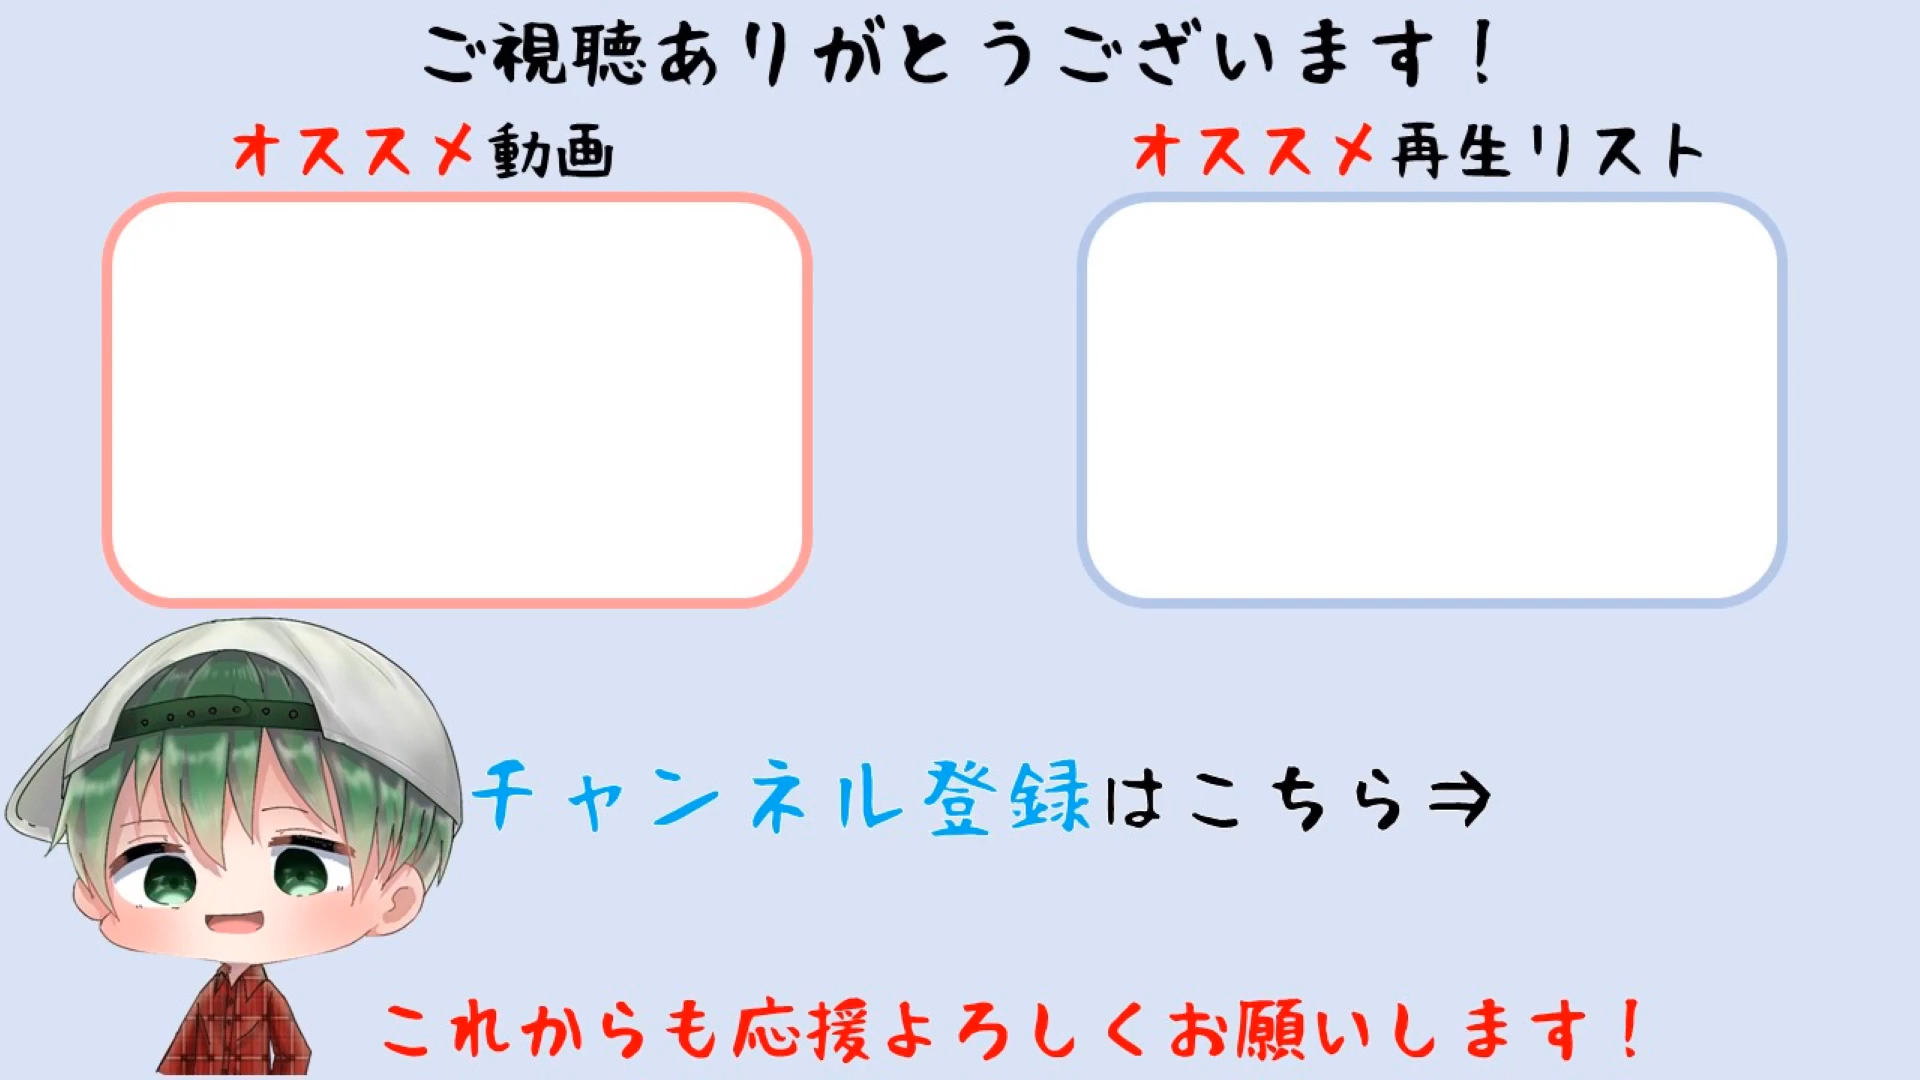 ご視聴ありがとうございます！
オススメ動画
オススメ再生リスト
チャンネル登録はこちら⇒
これからも応援よろしくお願いします！